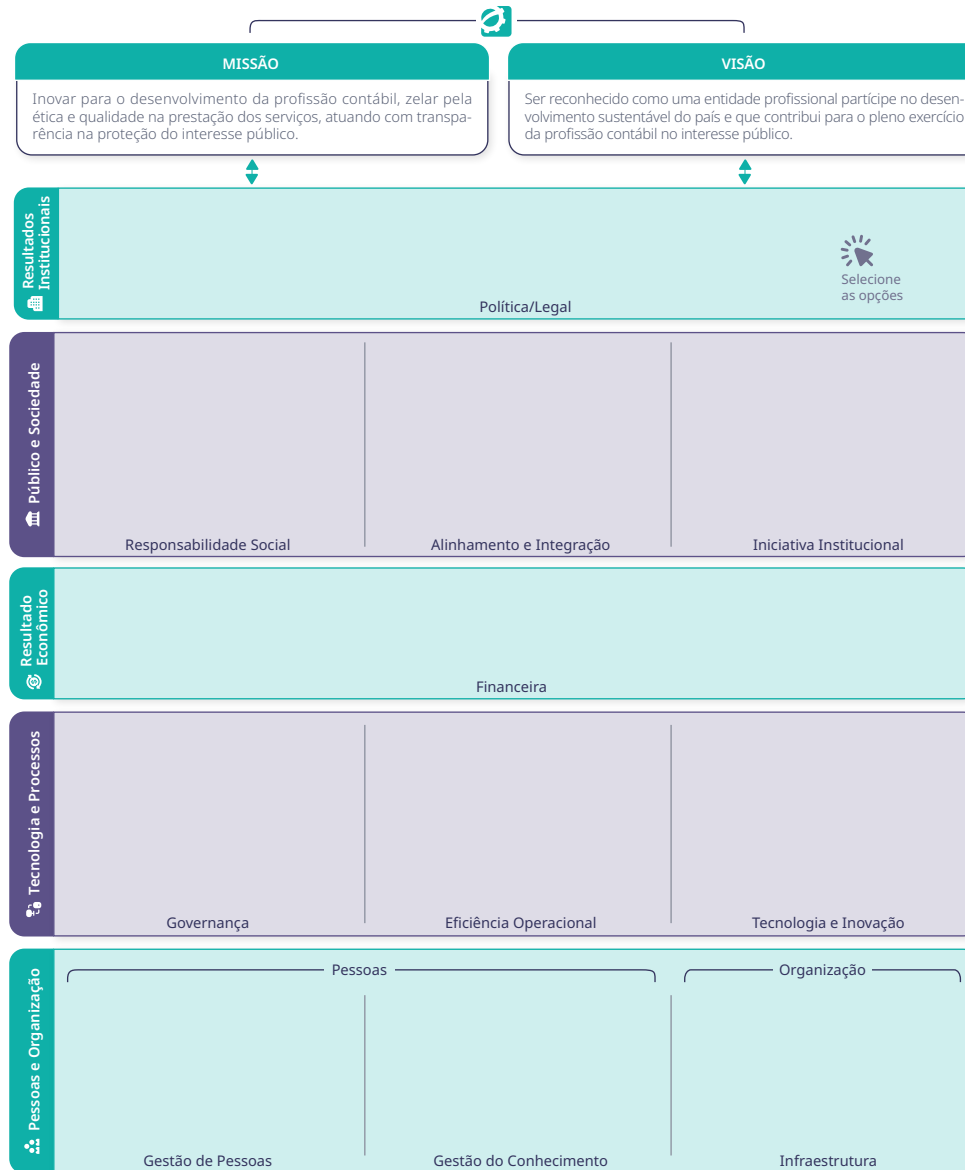 MISSÃO
Inovar para o desenvolvimento da profissão contábil, zelar pela
ética e qualidade na prestação dos serviços, atuando com transpa-
rência na proteção do interesse público.
VISÃO
Ser reconhecido como uma entidade profissional partícipe no desen-
volvimento sustentável do país e que contribui para o pleno exercício
da profissão contábil no interesse público.
Resultados
Institucionais
Selecione
as opções
Política/Legal
Público e Sociedade
Responsabilidade Social
Alinhamento e Integração
Iniciativa Institucional
Resultado
Econômico
Financeira
Tecnologia e Processos
Governança
Eficiência Operacional
Tecnologia e Inovação
Pessoas e Organização
Pessoas
Organização
Gestão de Pessoas
Gestão do Conhecimento
Infraestrutura